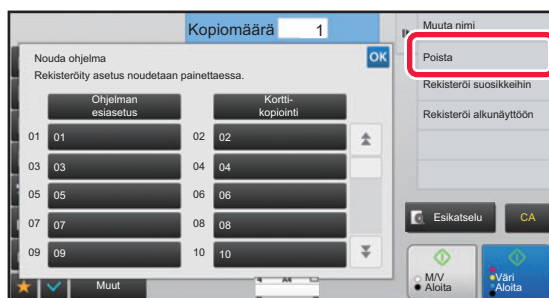 Kopiomäärä 1
Nouda ohjelma
OK
Rekisteröity asetus noudetaan painettaessa.
Ohjelman
esiasetus
Kortti-
kopiointi
01 01
02 02
03 03
04 04
05 05
06 06
07 07
08 08
09 09
10 10
Muuta nimi
Poista
Rekisteröi suosikkeihin
Rekisteröi alkunäyttöön
Esikatselu
CA
M/V
Aloita
Väri
Aloita
Muut
A4